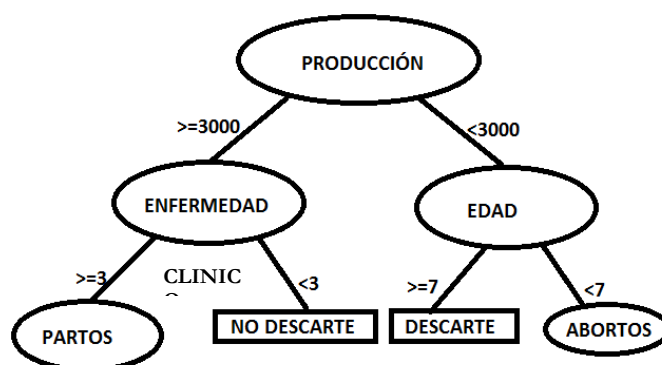 PRODUCCIÓN
>=3000
<3000
ENFERMEDAD
EDAD
>=3
CLINIC
<3
>=7
<7
PARTOS
NO DESCARTE
DESCARTE
ABORTOS